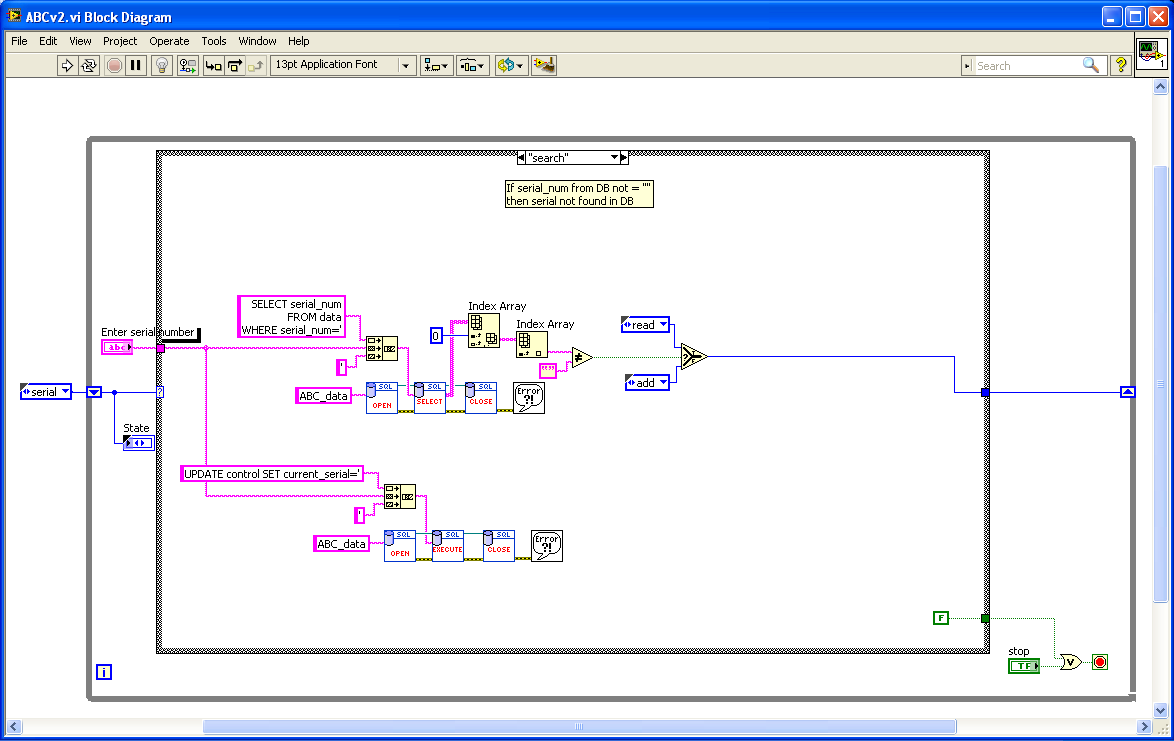 ABCv2.vi Block Diagram
File Edit View Project Operate Tools Window Help
13pt Application Font
Search
?
1
"search"
If serial_num from DB not = ""
then serial not found in DB
SELECT serial_num
FROM data
WHERE serial_num='
Index Array
Index Array
0
read
Enter serial number
abc
'
""
≠
?
add
serial
?
ABC_data
SQL
OPEN
SQL
SELECT
SQL
CLOSE
Error
?!
State
UPDATE control SET current_serial='
'
ABC_data
SQL
OPEN
SQL
EXECUTE
SQL
CLOSE
Error
?!
F
stop
TF
V
i